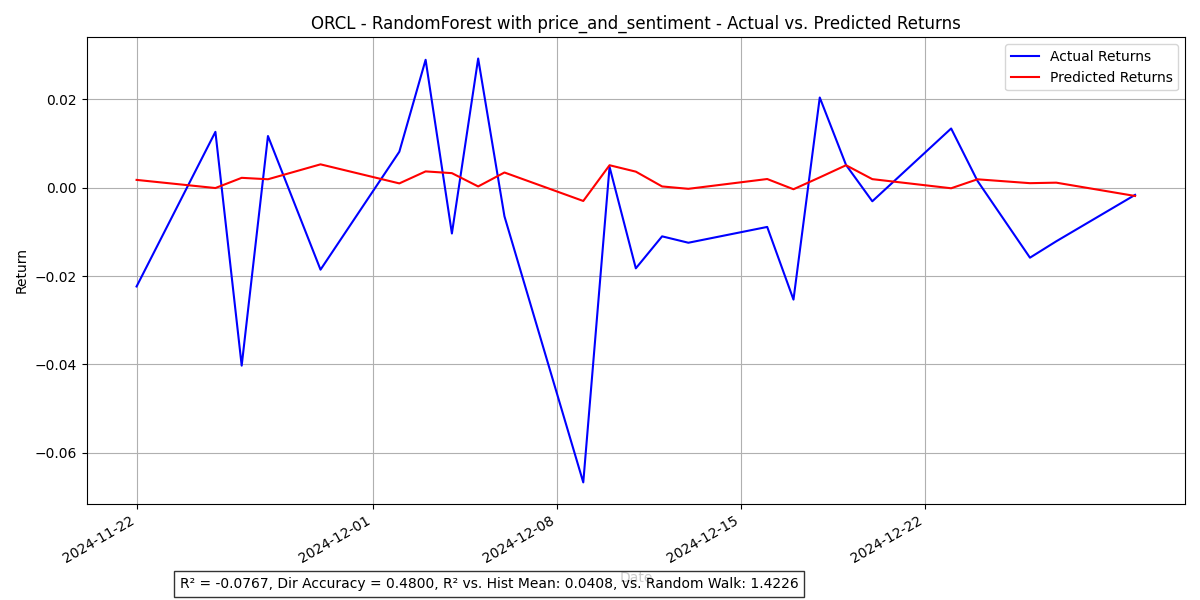 ORCL - RandomForest with price_and_sentiment - Actual vs. Predicted Returns
Actual Returns
Predicted Returns
Return
0.02
0.00
−0.02
−0.04
−0.06
2024-11-22
2024-12-01
2024-12-08
2024-12-15
2024-12-22
Date
R² = -0.0767, Dir Accuracy = 0.4800, R² vs. Hist Mean: 0.0408, vs. Random Walk: 1.4226